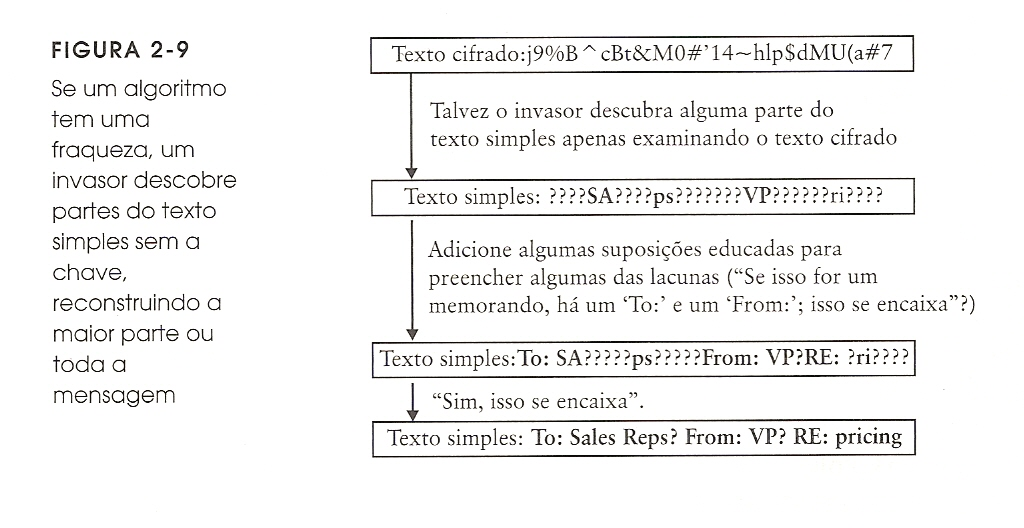 FIGURA 2-9
Se um algoritmo
tem uma
fraqueza, um
invasor descobre
partes do texto
simples sem a
chave,
reconstruindo a
maior parte ou
toda a
mensagem
Texto cifrado:j9%B^cBt&M0#'14~hlp$dMU(a#7
Talvez o invasor descubra alguma parte do
texto simples apenas examinando o texto cifrado
Texto simples: ????SA????ps???????VP??????ri????
Adicione algumas suposições educadas para
preencher algumas das lacunas (“Se isso for um
memorando, há um ‘To:’ e um ‘From:’; isso se encaixa”?)
Texto simples:To: SA?????ps?????From: VP?RE: ?ri????
“Sim, isso se encaixa”.
Texto simples: To: Sales Reps? From: VP? RE: pricing